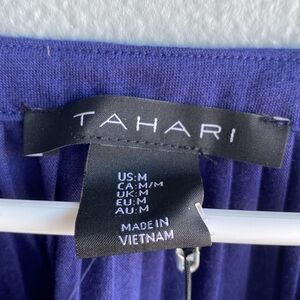 TAHARI
US:M
CA:M/M
UK:M
EU:M
AU:M
MADE IN
VIETNAM